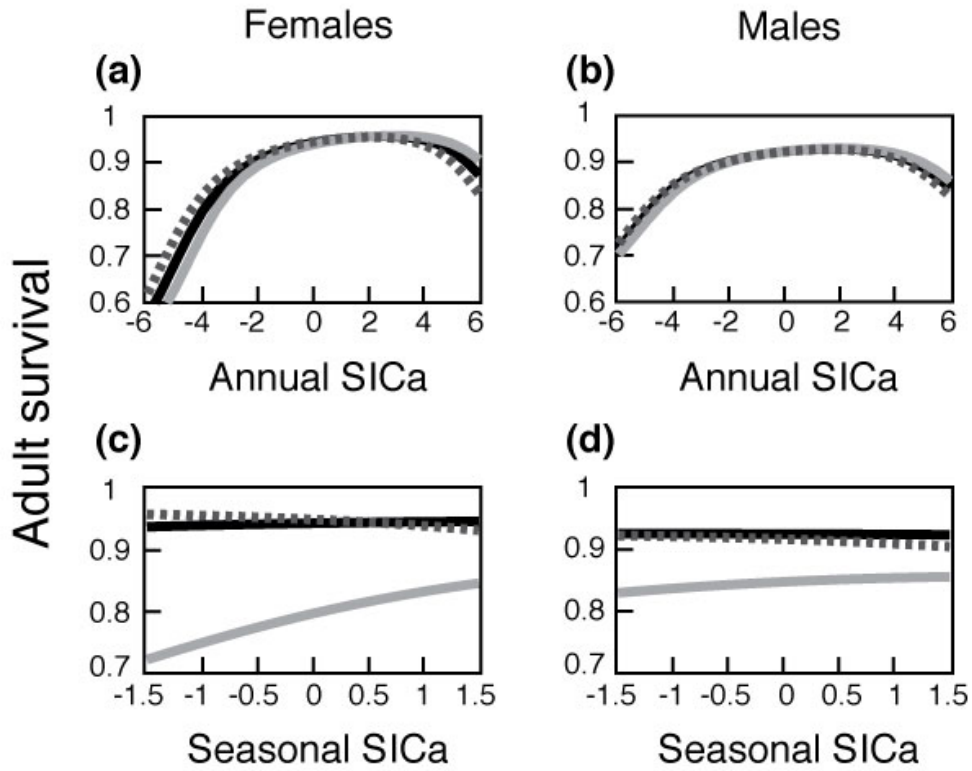 Females Males
(a) (b)
1 1
0.9 0.9
0.8 0.8
0.7 0.7
0.6 0.6
-6 -4 -2 0 2 4 6 -6 -4 -2 0 2 4 6
Annual SICa Annual SICa
Adult survival
(c) (d)
1 1
0.9 0.9
0.8 0.8
0.7 0.7
-1.5 -1 -0.5 0 0.5 1 1.5 -1.5 -1 -0.5 0 0.5 1 1.5
Seasonal SICa Seasonal SICa